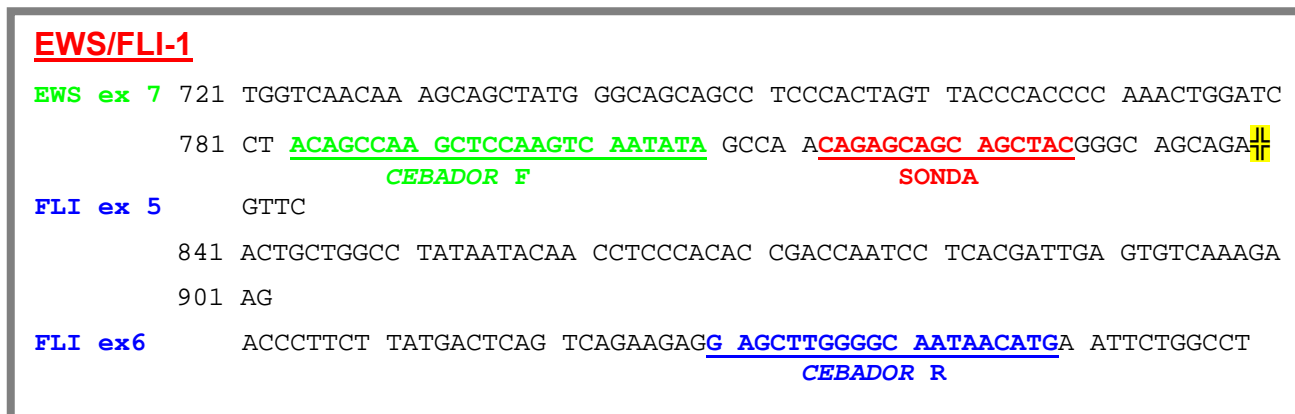 EWS/FLI-1
EWS ex 7 721 TGGTCAACAA AGCAGCTATG GGCAGCAGCC TCCCACTAGT TACCCACCCC AAACTGGATC
781 CT ACAGCCAA GCTCCAAGTC AATATA GCCA ACAGAGCAGC AGCTACGGGC AGCAGA╬
CEBADOR F SONDA
FLI ex 5 GTTC
841 ACTGCTGGCC TATAATACAA CCTCCCACAC CGACCAATCC TCACGATTGA GTGTCAAAGA
901 AG
FLI ex6 ACCCTTCT TATGACTCAG TCAGAAGAGG AGCTTGGGGC AATAACATGA ATTCTGGCCT
CEBADOR R